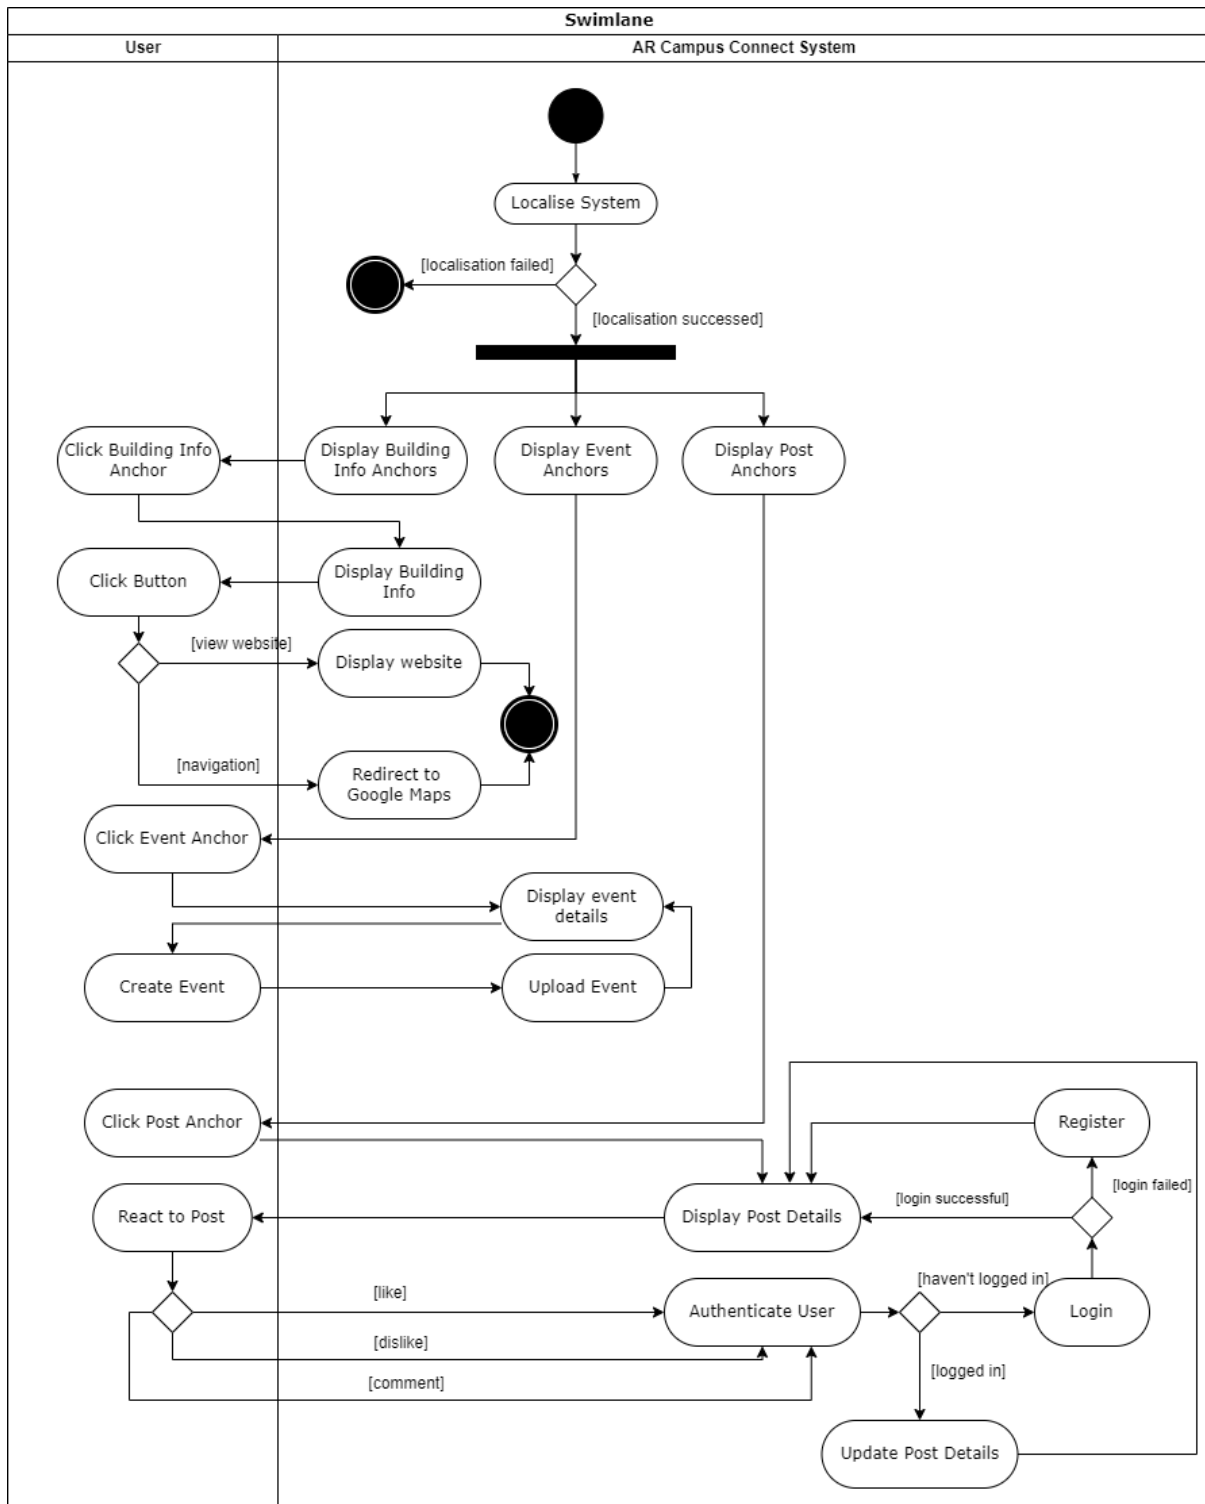 Swimlane
User
AR Campus Connect System
Localise System
[localisation failed]
[localisation successed]
Click Building Info
Anchor
Display Building
Info Anchors
Display Event
Anchors
Display Post
Anchors
Click Button
Display Building
Info
[view website]
Display website
[navigation]
Redirect to
Google Maps
Click Event Anchor
Display event
details
Create Event
Upload Event
Click Post Anchor
Register
[login failed]
[login successful]
React to Post
Display Post Details
[haven't logged in]
[like]
Authenticate User
Login
[dislike]
[logged in]
[comment]
Update Post Details